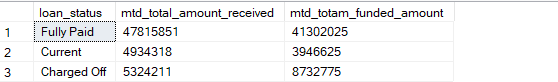 loan_status mtd_total_amount_received mtd_totam_funded_amount
1 Fully Paid 47815851 41302025
2 Current 4934318 3946625
3 Charged Off 5324211 8732775